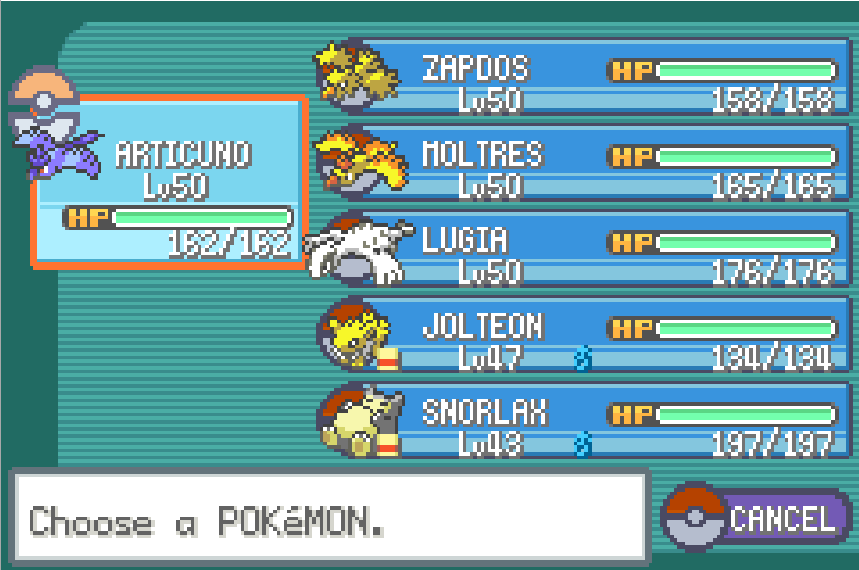 ARTICUNO
Lv50
HP
162/162
ZAPDOS
HP
Lv50
158/158
MOLTRES
HP
Lv50
165/165
LUGIA
HP
Lv50
176/176
JOLTEON
HP
Lv47 ♂
134/134
SNORLAX
HP
Lv43 ♂
197/197
Choose a POKéMON.
CANCEL